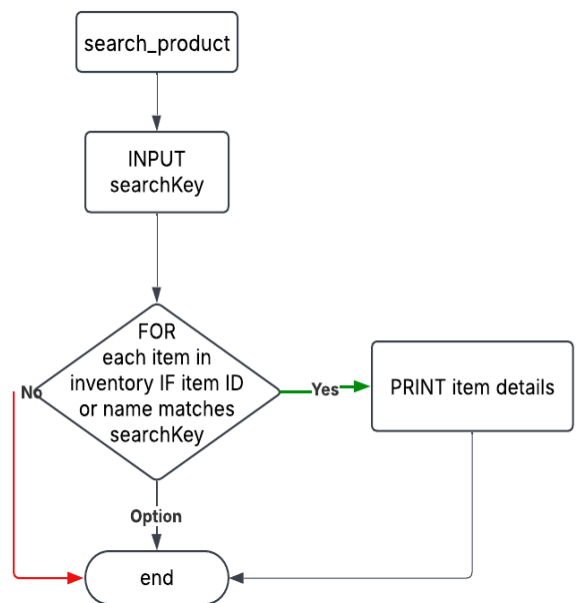 search_product
INPUT
searchKey
FOR
each item in
inventory IF item ID
or name matches
searchKey
No
Yes
PRINT item details
Option
end